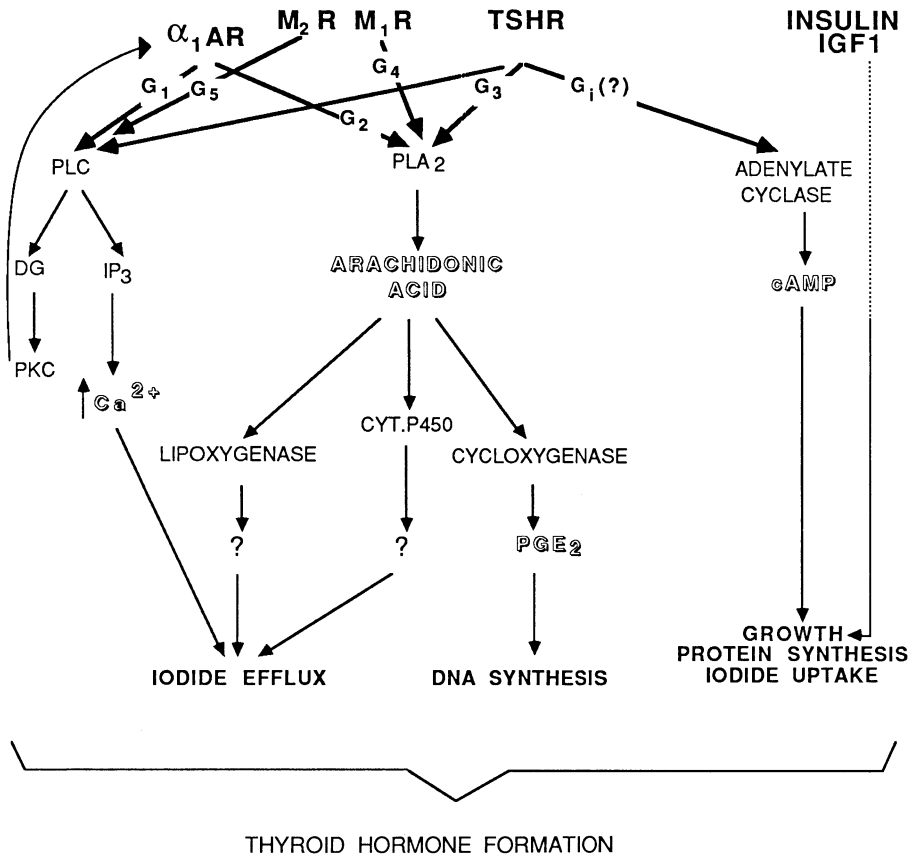 α₁AR M₂R M₁R TSHR INSULIN
IGF1
G₁ G₅ G₄ G₂ G₃ Gᵢ(?)
PLC PLA₂ ADENYLATE
CYCLASE
DG IP₃ ARACHIDONIC
ACID cAMP
PKC Ca²⁺
CYT.P450
LIPOXYGENASE CYCLOXYGENASE
? ? PGE₂
GROWTH
PROTEIN SYNTHESIS
IODIDE UPTAKE
IODIDE EFFLUX DNA SYNTHESIS
THYROID HORMONE FORMATION